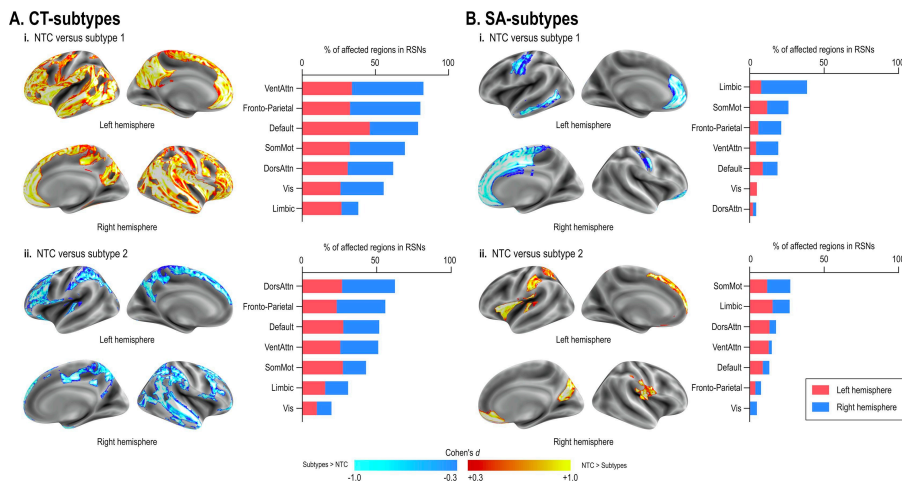 A. CT-subtypes
i. NTC versus subtype 1
% of affected regions in RSNs
0 50 100
VentAttn
Fronto-Parietal
Default
SomMot
DorsAttn
Vis
Limbic
Left hemisphere
Right hemisphere
ii. NTC versus subtype 2
% of affected regions in RSNs
0 50 100
DorsAttn
Fronto-Parietal
Default
VentAttn
SomMot
Limbic
Vis
Left hemisphere
Right hemisphere
B. SA-subtypes
i. NTC versus subtype 1
% of affected regions in RSNs
0 50 100
Limbic
SomMot
Fronto-Parietal
VentAttn
Default
Vis
DorsAttn
Left hemisphere
Right hemisphere
ii. NTC versus subtype 2
% of affected regions in RSNs
0 50 100
SomMot
Limbic
DorsAttn
VentAttn
Default
Fronto-Parietal
Vis
Left hemisphere
Right hemisphere
Left hemisphere
Right hemisphere
Cohen's d
Subtypes > NTC
-1.0 -0.3
+0.3 +1.0
NTC > Subtypes